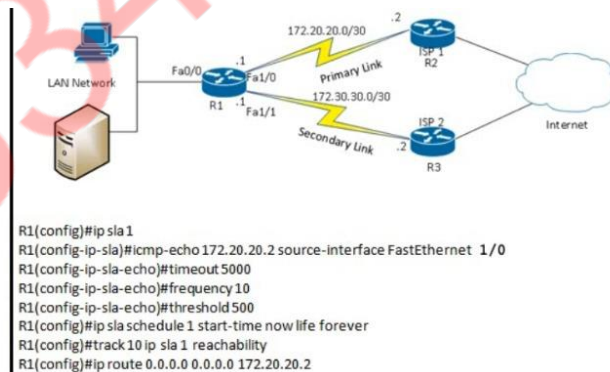 172.20.20.0/30
.2
ISP 1
R2
LAN Network
Fa0/0
.1
Fa1/0
Primary Link
R1
.1
Fa1/1
172.30.30.0/30
Secondary Link
ISP 2
.2
R3
Internet
R1(config)#ip sla 1
R1(config-ip-sla)#icmp-echo 172.20.20.2 source-interface FastEthernet 1/0
R1(config-ip-sla-echo)#timeout 5000
R1(config-ip-sla-echo)#frequency 10
R1(config-ip-sla-echo)#threshold 500
R1(config)#ip sla schedule 1 start-time now life forever
R1(config)#track 10 ip sla 1 reachability
R1(config)#ip route 0.0.0.0 0.0.0.0 172.20.20.2